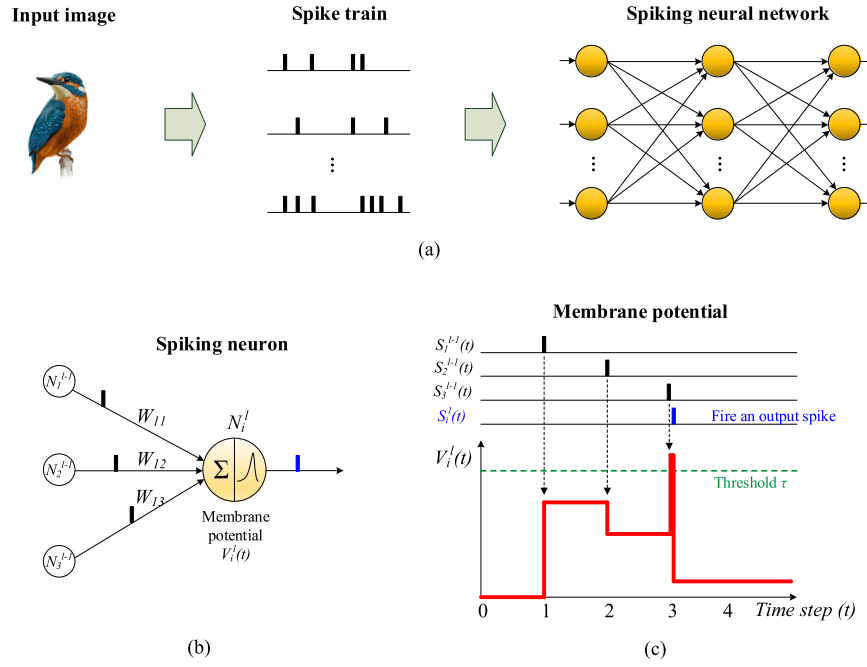 Input image
Spike train
Spiking neural network
(a)
Spiking neuron
N₁ˡ⁻¹
W₁₁
N₂ˡ⁻¹
W₁₂
N₃ˡ⁻¹
W₁₃
Nᵢˡ
Σ
Membrane
potential
Vᵢˡ(t)
(b)
Membrane potential
S₁ˡ⁻¹(t)
S₂ˡ⁻¹(t)
S₃ˡ⁻¹(t)
Sᵢˡ(t)
Fire an output spike
Vᵢˡ(t)
Threshold τ
0 1 2 3 4 Time step (t)
(c)